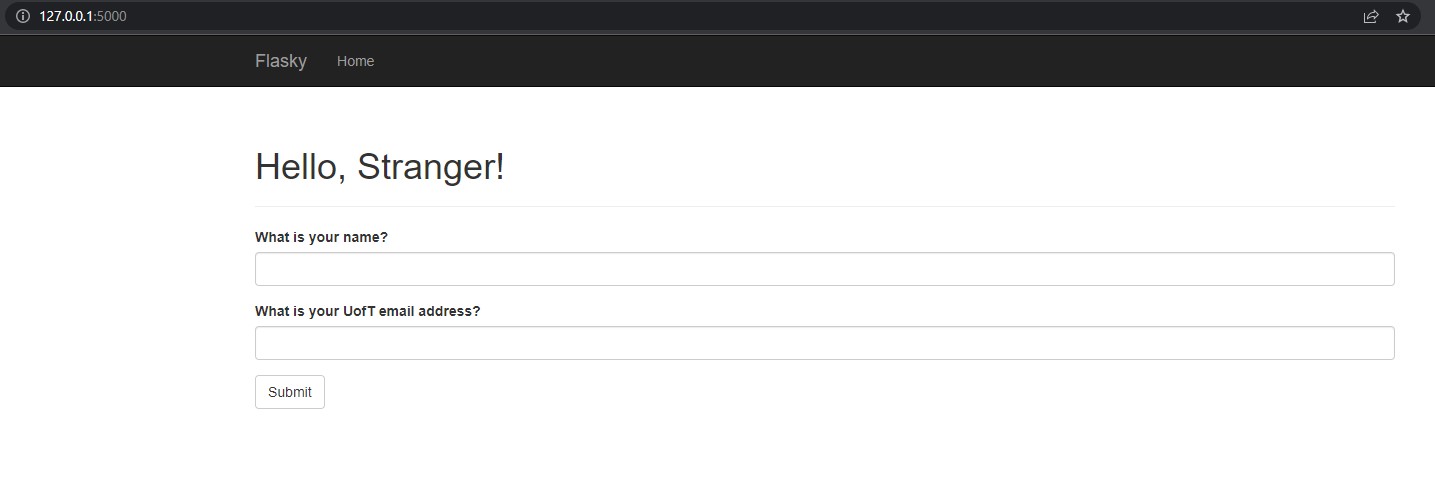 127.0.0.1:5000
Flasky Home
Hello, Stranger!
What is your name?
What is your UofT email address?
Submit